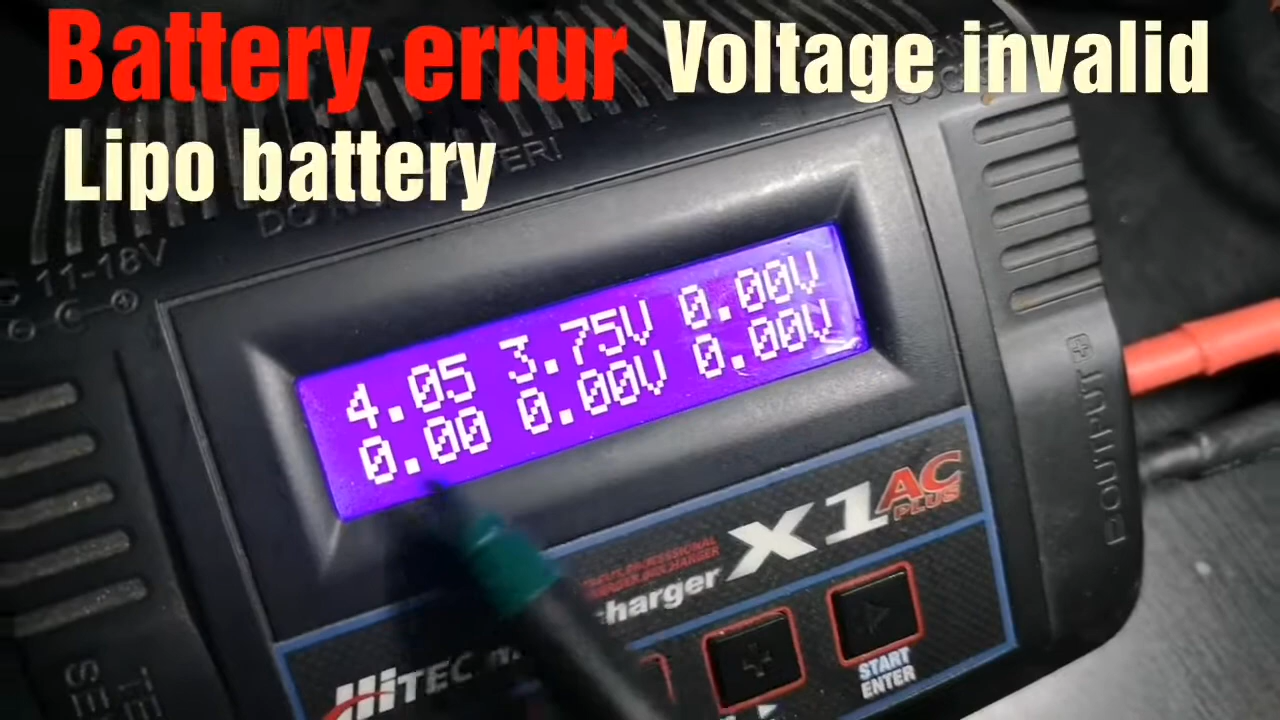 Battery errur Voltage invalid
Lipo battery
11-18V
4.05 3.75V 0.00V
0.00 0.00V 0.00V
OUTPUT
X1 AC
PLUS
charger
HiTEC
START
ENTER